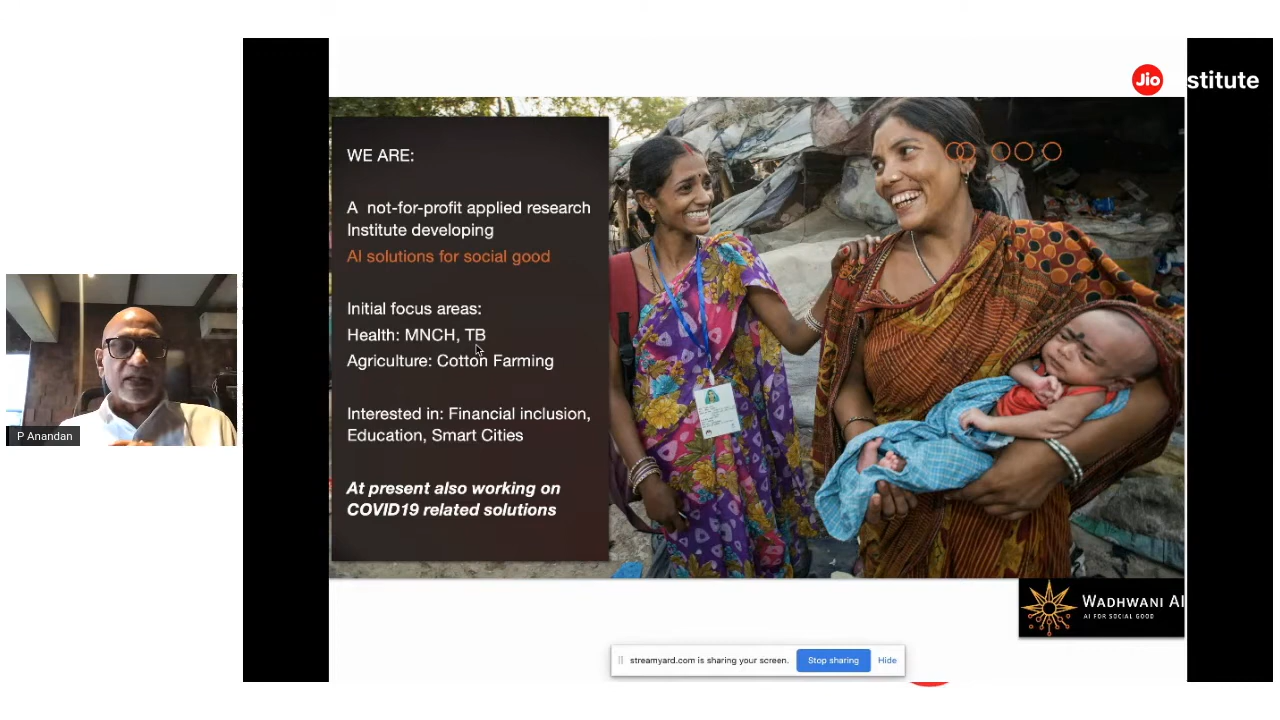 Jio
stitute
WE ARE:
A not-for-profit applied research
Institute developing
AI solutions for social good
Initial focus areas:
Health: MNCH, TB
Agriculture: Cotton Farming
Interested in: Financial inclusion,
Education, Smart Cities
At present also working on
COVID19 related solutions
P Anandan
WADHWANI AI
AI FOR SOCIAL GOOD
streamyard.com is sharing your screen.
Stop sharing
Hide